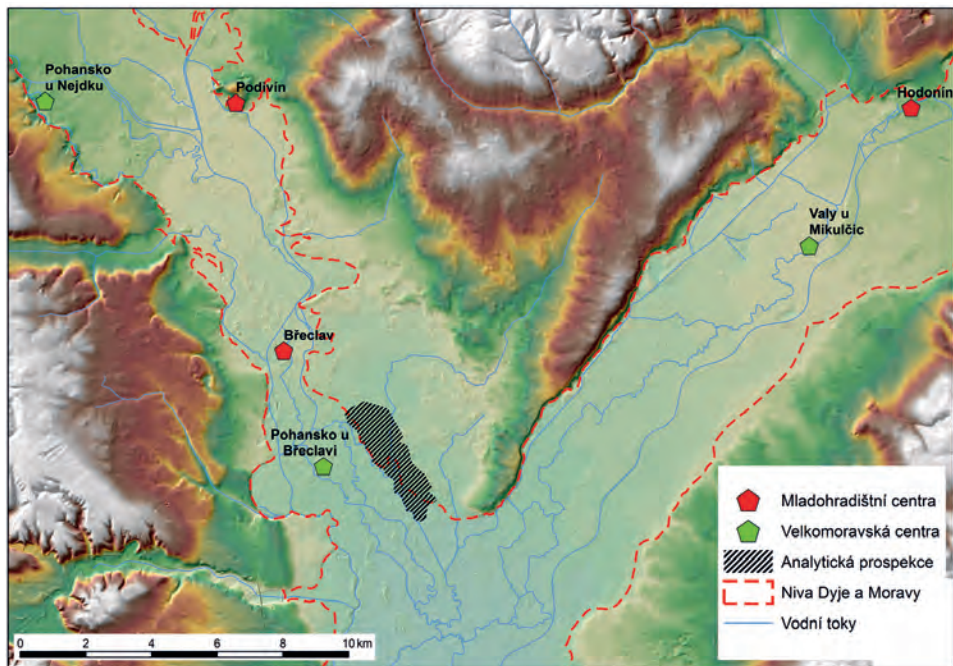 Pohansko
u Nejdku
Podivín
Hodonín
Valy u
Mikulčic
Břeclav
Pohansko u
Břeclavi
Mladohradištní centra
Velkomoravská centra
Analytická prospekce
Niva Dyje a Moravy
Vodní toky
0 2 4 6 8 10 km